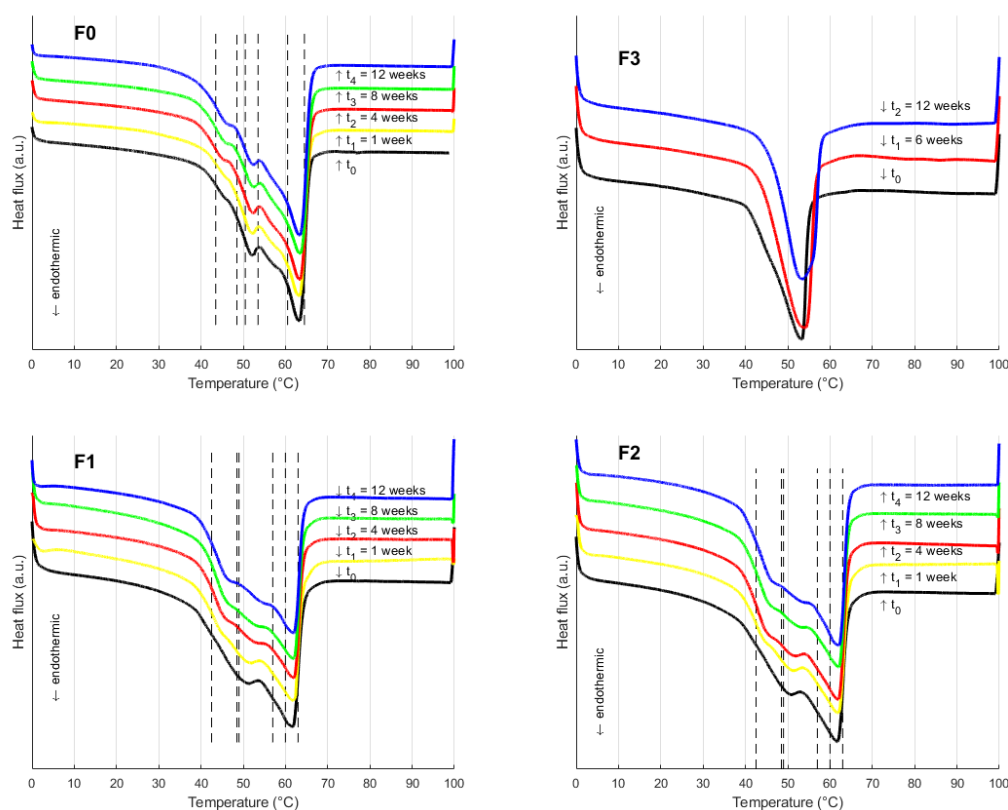 F0
↑ t4 = 12 weeks
↑ t3 = 8 weeks
↑ t2 = 4 weeks
↑ t1 = 1 week
↑ t0
Heat flux (a.u.)
← endothermic
0 10 20 30 40 50 60 70 80 90 100
Temperature (°C)
F3
↓ t2 = 12 weeks
↓ t1 = 6 weeks
↓ t0
Heat flux (a.u.)
← endothermic
0 10 20 30 40 50 60 70 80 90 100
Temperature (°C)
F1
↓ t4 = 12 weeks
↓ t3 = 8 weeks
↓ t2 = 4 weeks
↓ t1 = 1 week
↓ t0
Heat flux (a.u.)
← endothermic
0 10 20 30 40 50 60 70 80 90 100
Temperature (°C)
F2
↑ t4 = 12 weeks
↑ t3 = 8 weeks
↑ t2 = 4 weeks
↑ t1 = 1 week
↑ t0
Heat flux (a.u.)
← endothermic
0 10 20 30 40 50 60 70 80 90 100
Temperature (°C)